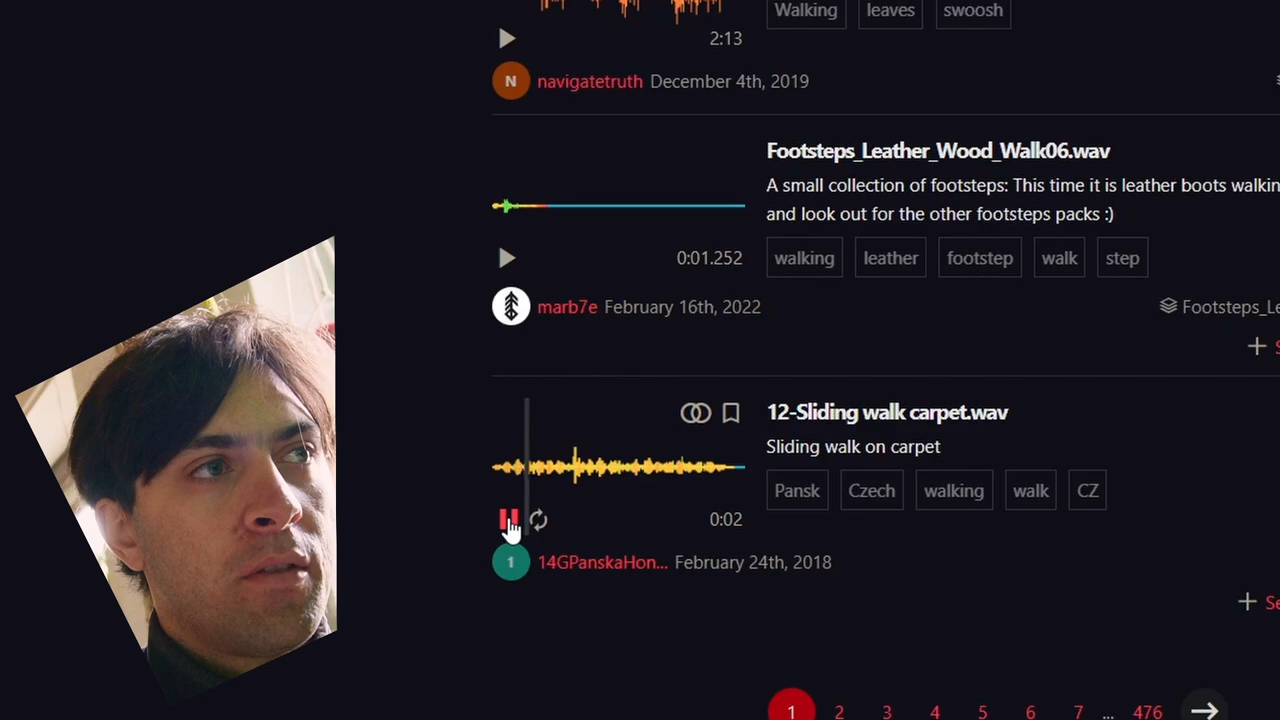 Walking leaves swoosh
2:13
N navigatetruth December 4th, 2019
Footsteps_Leather_Wood_Walk06.wav
A small collection of footsteps: This time it is leather boots walkin
and look out for the other footsteps packs :)
0:01.252 walking leather footstep walk step
marb7e February 16th, 2022 Footsteps_Le
12-Sliding walk carpet.wav
Sliding walk on carpet
Pansk Czech walking walk CZ
0:02
1 14GPanskaHon... February 24th, 2018
+ Se
1 2 3 4 5 6 7 ... 476